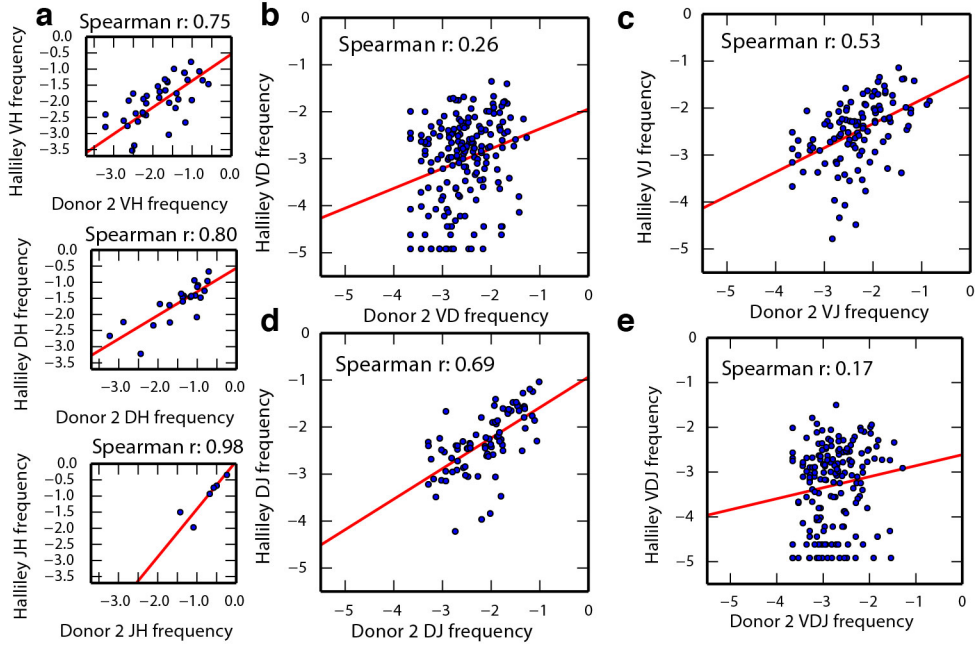 a
Spearman r: 0.75
Halliley VH frequency
0.0
−0.5
−1.0
−1.5
−2.0
−2.5
−3.0
−3.5
−3.0 −2.0 −1.0 0.0
Donor 2 VH frequency
Spearman r: 0.80
Halliley DH frequency
0.0
−0.5
−1.0
−1.5
−2.0
−2.5
−3.0
−3.5
−3.0 −2.0 −1.0 0.0
Donor 2 DH frequency
Spearman r: 0.98
Halliley JH frequency
0.0
−0.5
−1.0
−1.5
−2.0
−2.5
−3.0
−3.5
−3.0 −2.0 −1.0 0.0
Donor 2 JH frequency
b
Spearman r: 0.26
Halliley VD frequency
0
−1
−2
−3
−4
−5
−5 −4 −3 −2 −1 0
Donor 2 VD frequency
c
Spearman r: 0.53
Halliley VJ frequency
0
−1
−2
−3
−4
−5
−5 −4 −3 −2 −1 0
Donor 2 VJ frequency
d
Spearman r: 0.69
Halliley DJ frequency
0
−1
−2
−3
−4
−5
−5 −4 −3 −2 −1 0
Donor 2 DJ frequency
e
Spearman r: 0.17
Halliley VDJ frequency
0
−1
−2
−3
−4
−5
−5 −4 −3 −2 −1 0
Donor 2 VDJ frequency